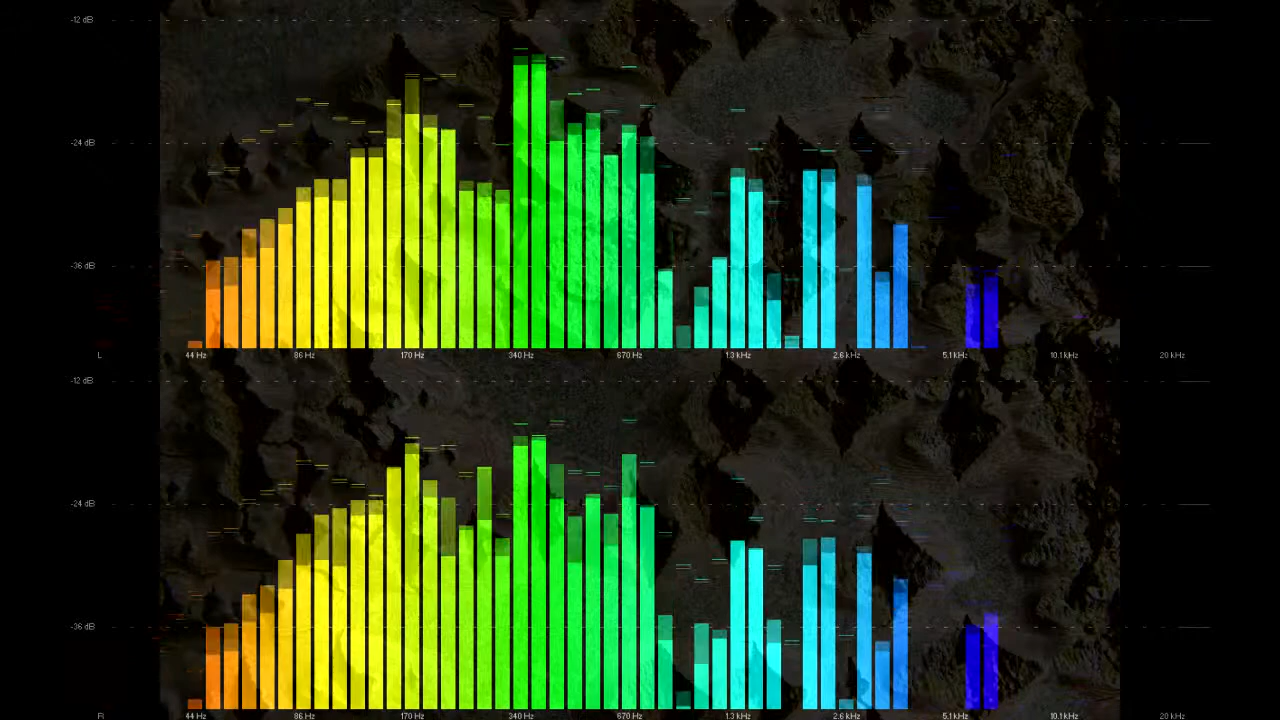 -12 dB
-24 dB
-36 dB
L 44 Hz 86 Hz 170 Hz 340 Hz 670 Hz 1.3 kHz 2.6 kHz 5.1 kHz 10.1 kHz 20 kHz
-12 dB
-24 dB
-36 dB
R 44 Hz 86 Hz 170 Hz 340 Hz 670 Hz 1.3 kHz 2.6 kHz 5.1 kHz 10.1 kHz 20 kHz